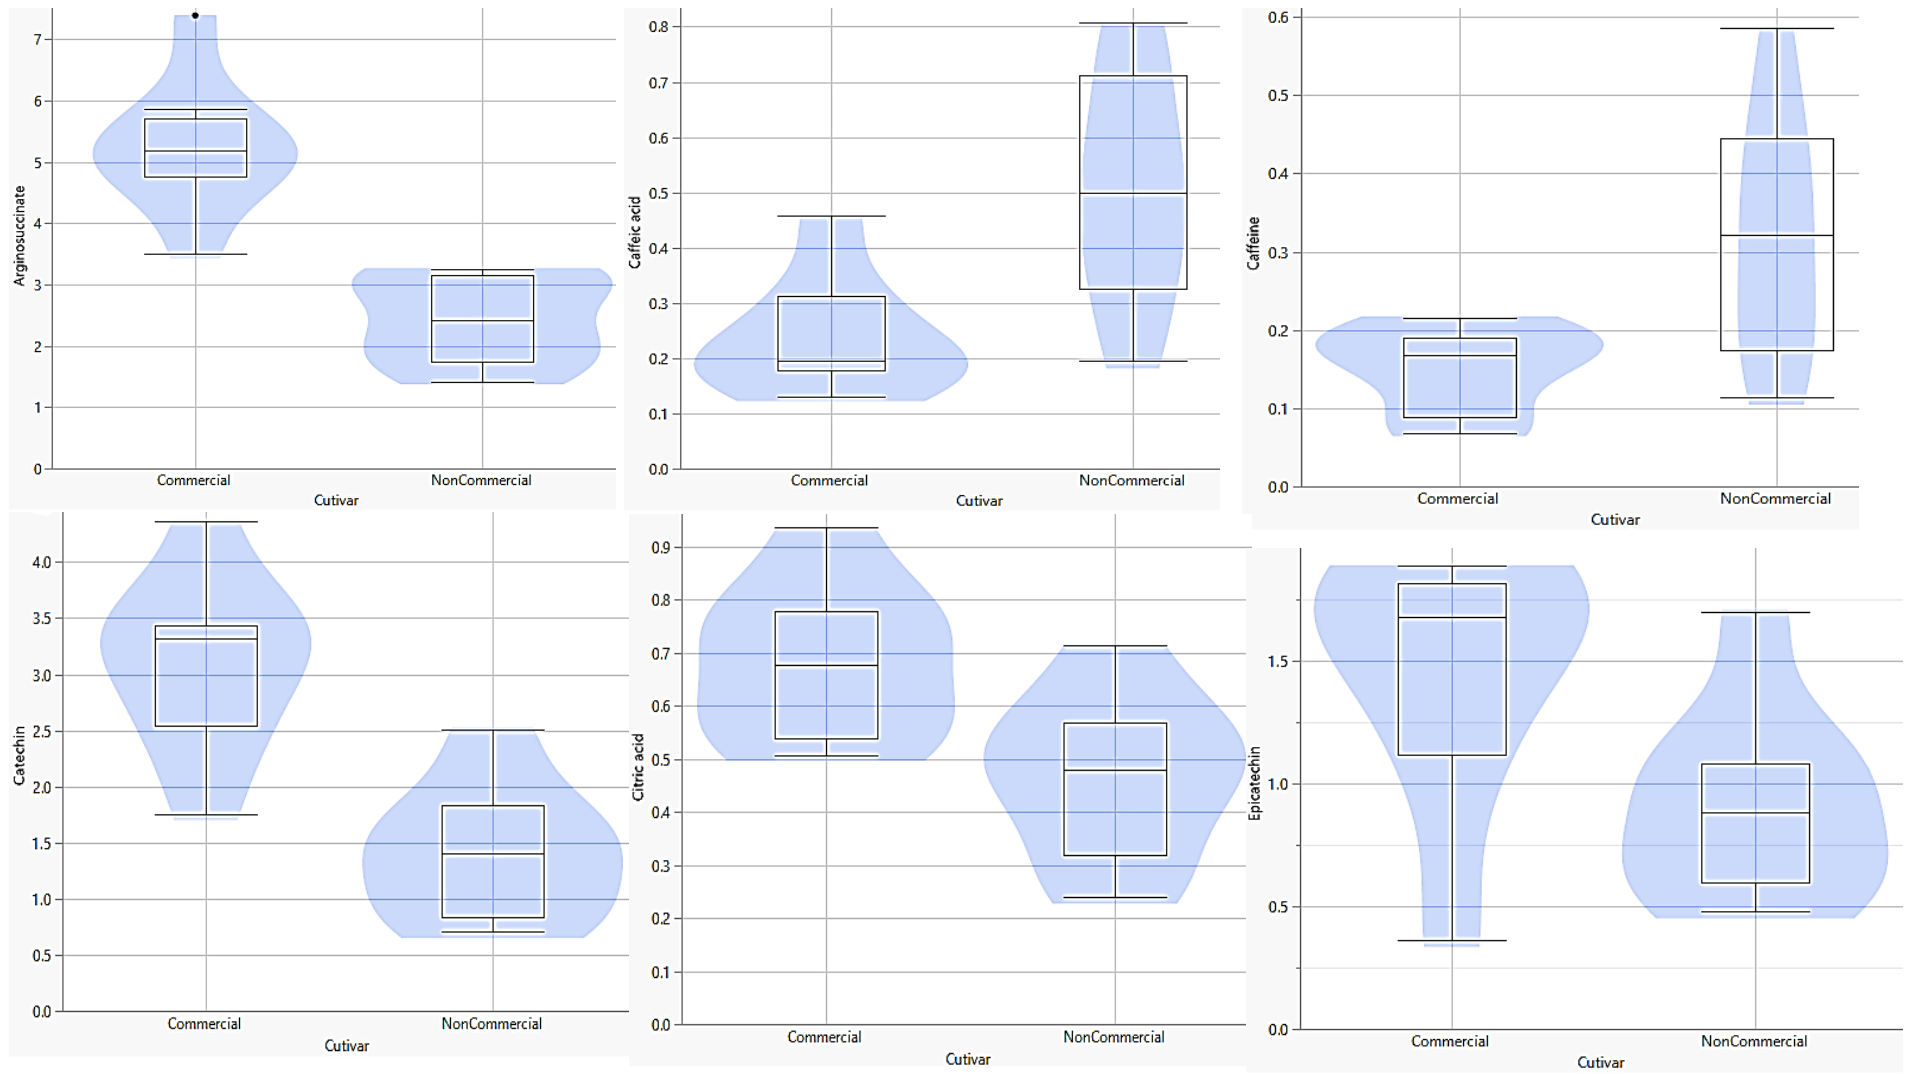 Arginosuccinate
7
6
5
4
3
2
1
0
Commercial NonCommercial
Cutivar
Caffeic acid
0.8
0.7
0.6
0.5
0.4
0.3
0.2
0.1
0.0
Commercial NonCommercial
Cutivar
Caffeine
0.6
0.5
0.4
0.3
0.2
0.1
0.0
Commercial NonCommercial
Cutivar
Catechin
4.0
3.5
3.0
2.5
2.0
1.5
1.0
0.5
0.0
Commercial NonCommercial
Cutivar
Citric acid
0.9
0.8
0.7
0.6
0.5
0.4
0.3
0.2
0.1
0.0
Commercial NonCommercial
Cutivar
Epicatechin
1.5
1.0
0.5
0.0
Commercial NonCommercial
Cutivar